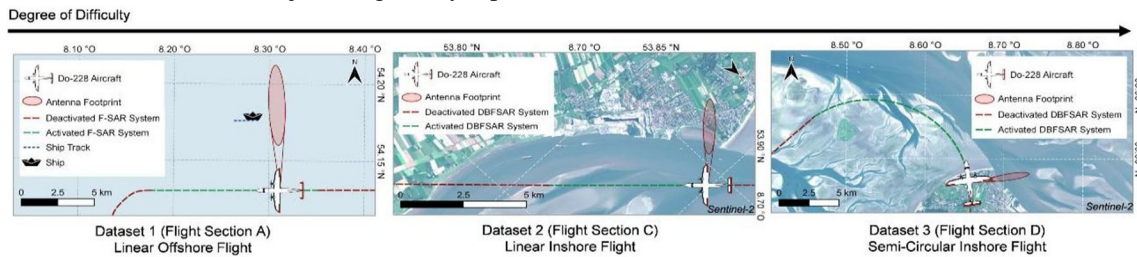 Degree of Difficulty
8.10 °O 8.20 °O 8.30 °O 8.40 °O
Do-228 Aircraft
Antenna Footprint
Deactivated F-SAR System
Activated F-SAR System
Ship Track
Ship
N
54.20 °N
54.15 °N
0 2.5 5 km
Dataset 1 (Flight Section A)
Linear Offshore Flight
53.80 °N 8.70 °O 53.85 °N
Do-228 Aircraft
Antenna Footprint
Deactivated DBFSAR System
Activated DBFSAR System
N
53.90 °N
8.70 °O
0 2.5 5 km
Sentinel-2
Dataset 2 (Flight Section C)
Linear Inshore Flight
8.50 °O 8.60 °O 8.70 °O 8.80 °O
N
Do-228 Aircraft
Antenna Footprint
Deactivated DBFSAR System
Activated DBFSAR System
0 2.5 5 km
Sentinel-2
Dataset 3 (Flight Section D)
Semi-Circular Inshore Flight